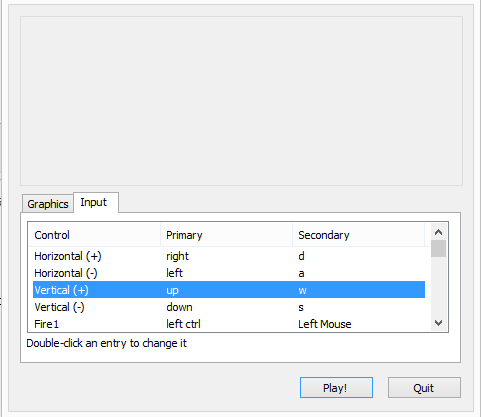 Graphics Input
Control Primary Secondary
Horizontal (+) right d
Horizontal (-) left a
Vertical (+) up w
Vertical (-) down s
Fire1 left ctrl Left Mouse
Double-click an entry to change it
Play! Quit